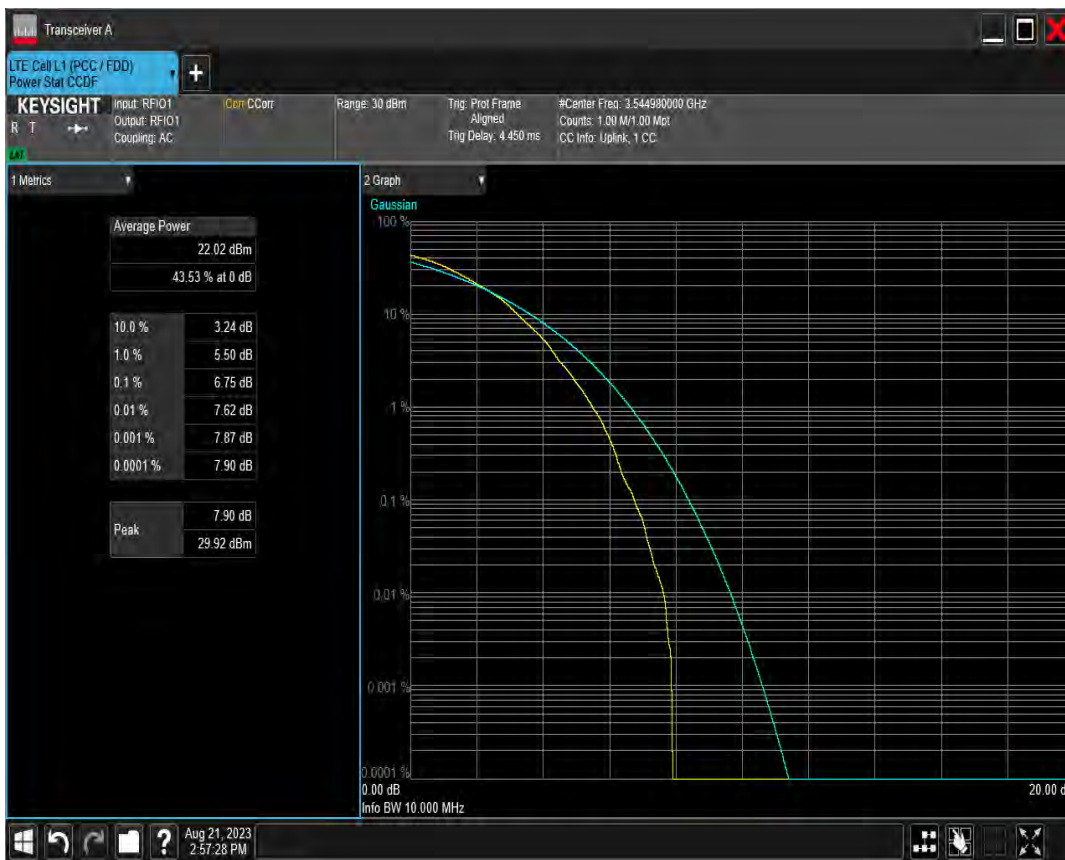 Transceiver A
LTE Cell L1 (PCC / FDD)
Power Stat CCDF
+
KEYSIGHT
R T
LNI
Input: RFIO1
Output: RFIO1
Coupling: AC
Corr CCorr
Range: 30 dBm
Trig: Prot Frame
Aligned
Trig Delay: 4.450 ms
#Center Freq: 3.544980000 GHz
Counts: 1.00 M/1.00 Mpt
CC Info: Uplink, 1 CC
1 Metrics
Average Power
22.02 dBm
43.53 % at 0 dB
10.0 % 3.24 dB
1.0 % 5.50 dB
0.1 % 6.75 dB
0.01 % 7.62 dB
0.001 % 7.87 dB
0.0001 % 7.90 dB
Peak
7.90 dB
29.92 dBm
2 Graph
Gaussian
100 %
10 %
1 %
0.1 %
0.01 %
0.001 %
0.0001 %
0.00 dB 20.00 d
Info BW 10.000 MHz
?
Aug 21, 2023
2:57:28 PM